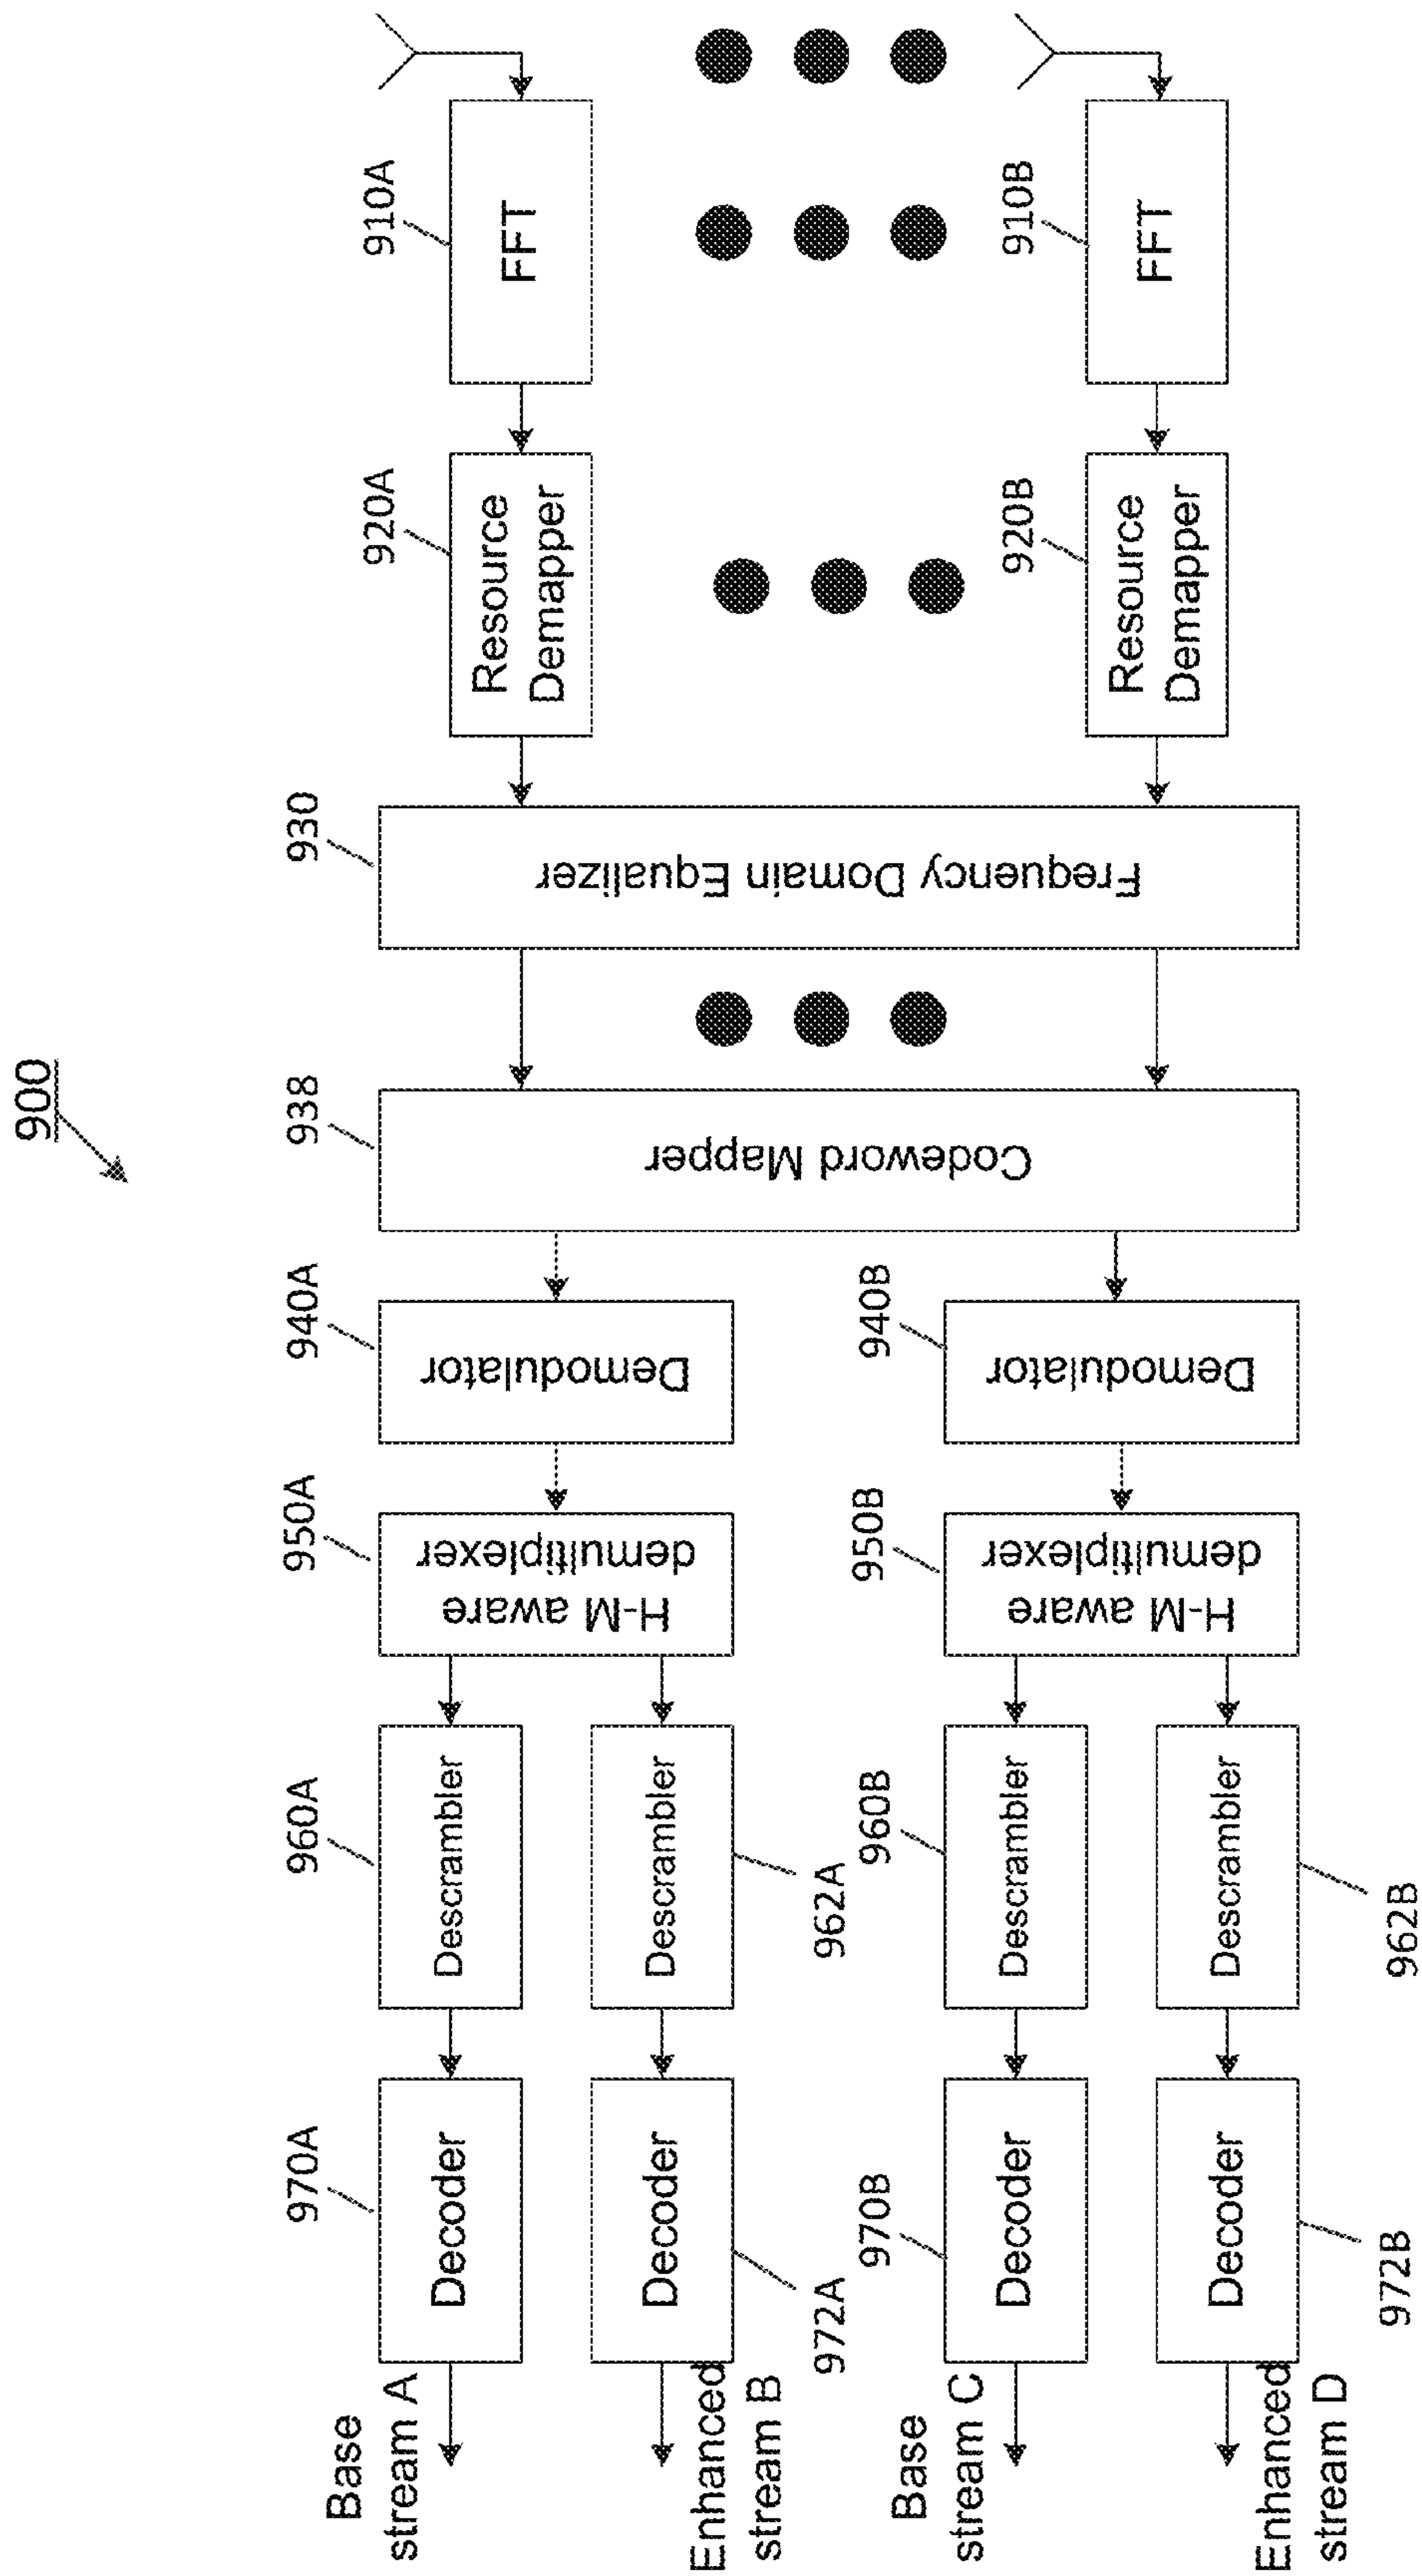 900
910A
FFT
910B
FFT
920A
Resource
Demapper
920B
Resource
Demapper
930
Frequency Domain Equalizer
938
Codeword Mapper
940A
Demodulator
940B
Demodulator
950A
H-M aware
demultiplexer
950B
H-M aware
demultiplexer
960A
Descrambler
962A
Descrambler
960B
Descrambler
962B
Descrambler
970A
Decoder
972A
Decoder
970B
Decoder
972B
Decoder
Base
stream A
Enhanced
stream B
Base
stream C
Enhanced
stream D